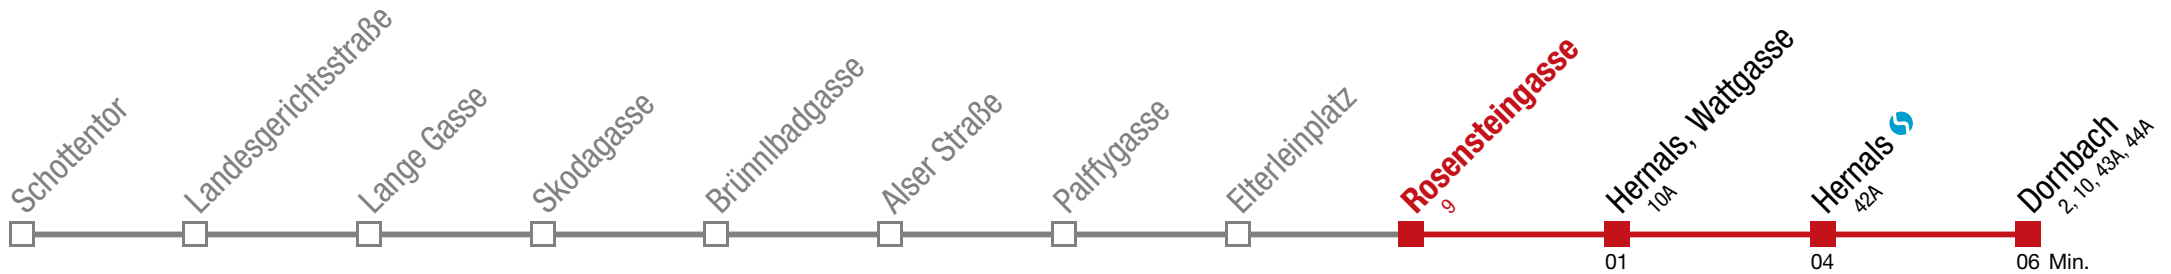 Schottentor
Landesgerichtsstraße
Lange Gasse
Skodagasse
Brünnlbadgasse
Alser Straße
Palffygasse
Elterleinplatz
Rosensteingasse
9
Hernals, Wattgasse
10A
Hernals
42A
Dornbach
2, 10, 43A, 44A
01
04
06 Min.